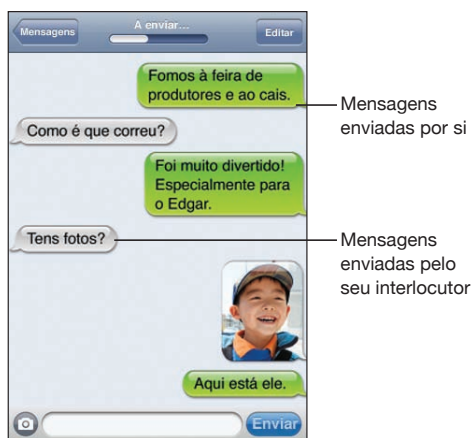 Mensagens
A enviar...
Editar
Fomos à feira de
produtores e ao cais.
Mensagens
enviadas por si
Como é que correu?
Foi muito divertido!
Especialmente para
o Edgar.
Tens fotos?
Mensagens
enviadas pelo
seu interlocutor
Aqui está ele.
Enviar